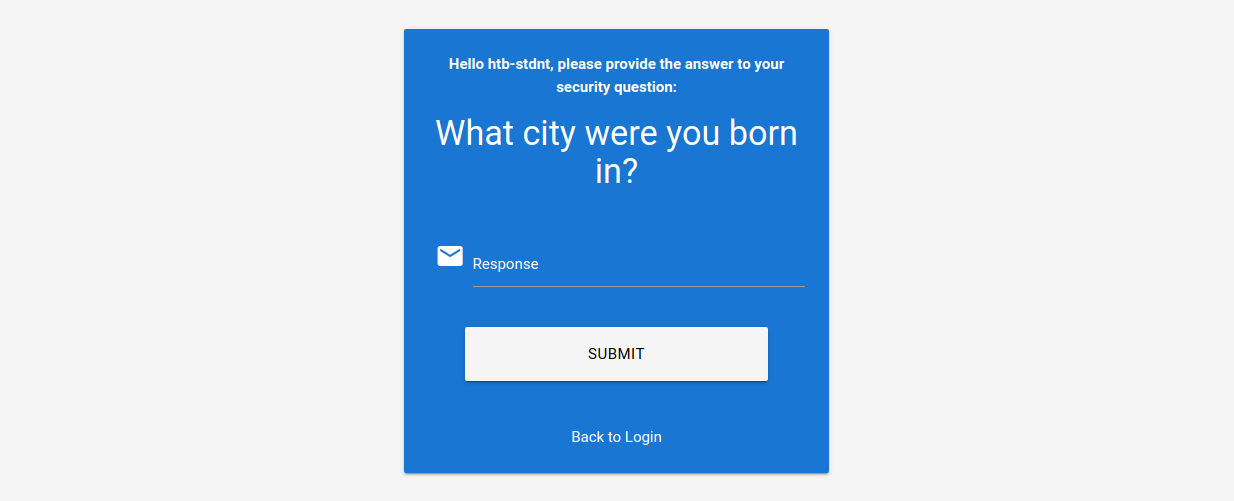 Hello htb-stdnt, please provide the answer to your
security question:
What city were you born
in?
Response
SUBMIT
Back to Login